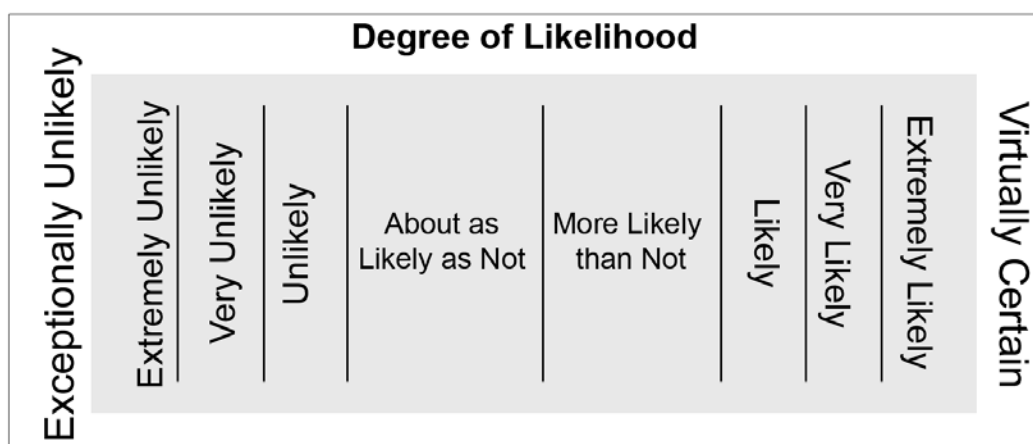 Degree of Likelihood
Exceptionally Unlikely
Extremely Unlikely
Very Unlikely
Unlikely
About as
Likely as Not
More Likely
than Not
Likely
Very Likely
Extremely Likely
Virtually Certain